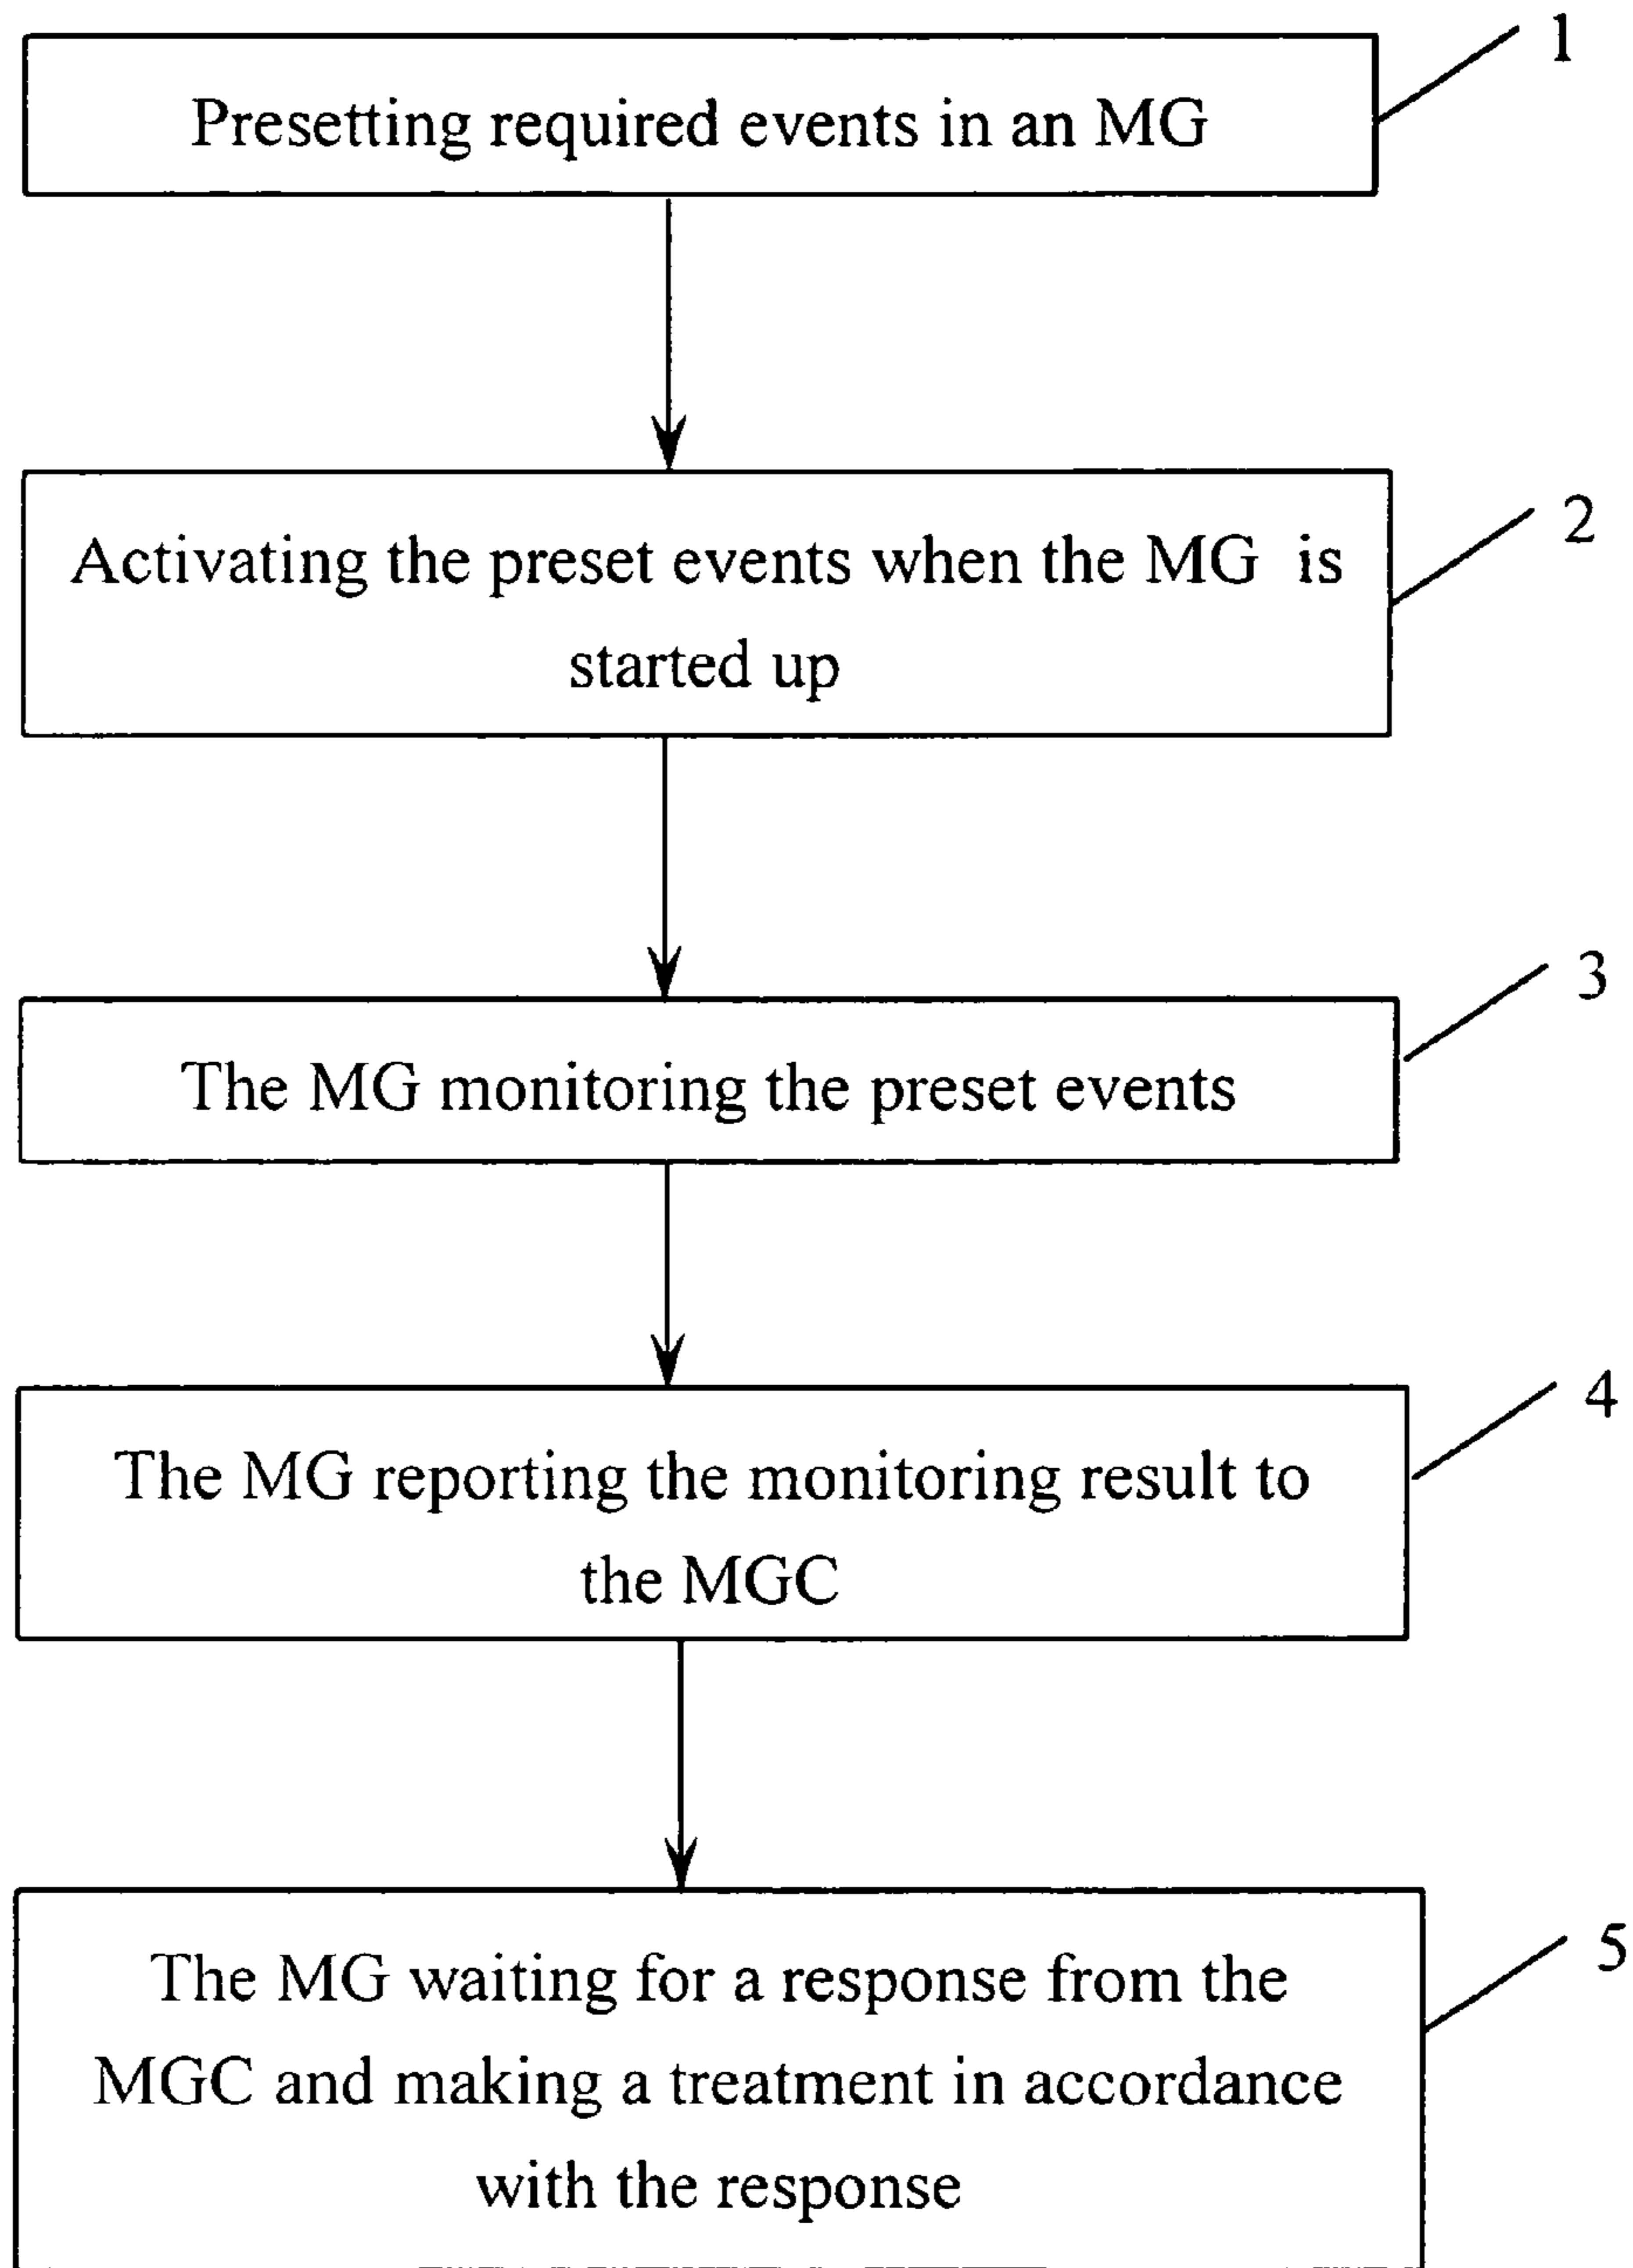 1
Presetting required events in an MG
2
Activating the preset events when the MG is
started up
3
The MG monitoring the preset events
4
The MG reporting the monitoring result to
the MGC
5
The MG waiting for a response from the
MGC and making a treatment in accordance
with the response